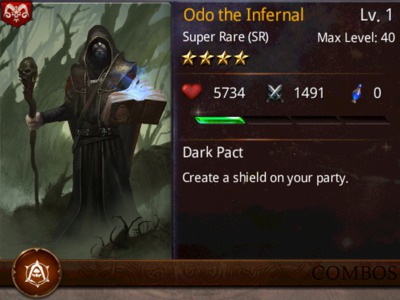 Odo the Infernal Lv. 1
Super Rare (SR) Max Level: 40
5734 1491 0
Dark Pact
Create a shield on your party.
COMBOS